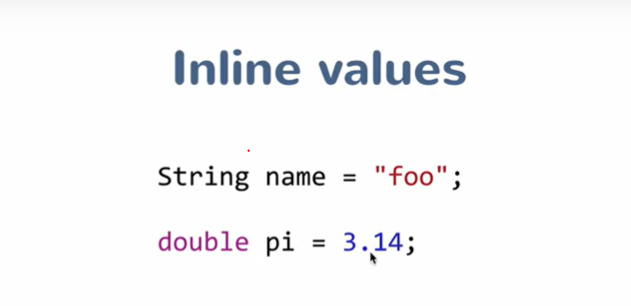 Inline values
String name = "foo";
double pi = 3.14;